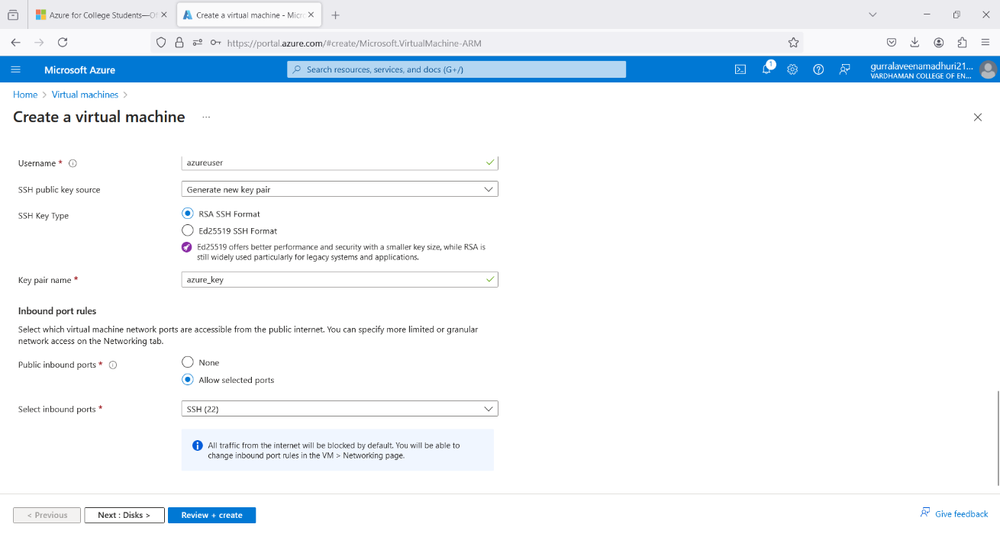 Azure for College Students—Of
Create a virtual machine - Micro
https://portal.azure.com/#create/Microsoft.VirtualMachine-ARM
Microsoft Azure
Search resources, services, and docs (G+/)
1
gurralaveenamadhuri21...
VARDHAMAN COLLEGE OF EN...
Home > Virtual machines >
Create a virtual machine ...
Username *
azureuser
SSH public key source
Generate new key pair
SSH Key Type
RSA SSH Format
Ed25519 SSH Format
Ed25519 offers better performance and security with a smaller key size, while RSA is
still widely used particularly for legacy systems and applications.
Key pair name *
azure_key
Inbound port rules
Select which virtual machine network ports are accessible from the public internet. You can specify more limited or granular
network access on the Networking tab.
Public inbound ports *
None
Allow selected ports
Select inbound ports *
SSH (22)
All traffic from the internet will be blocked by default. You will be able to
change inbound port rules in the VM > Networking page.
< Previous
Next : Disks >
Review + create
Give feedback